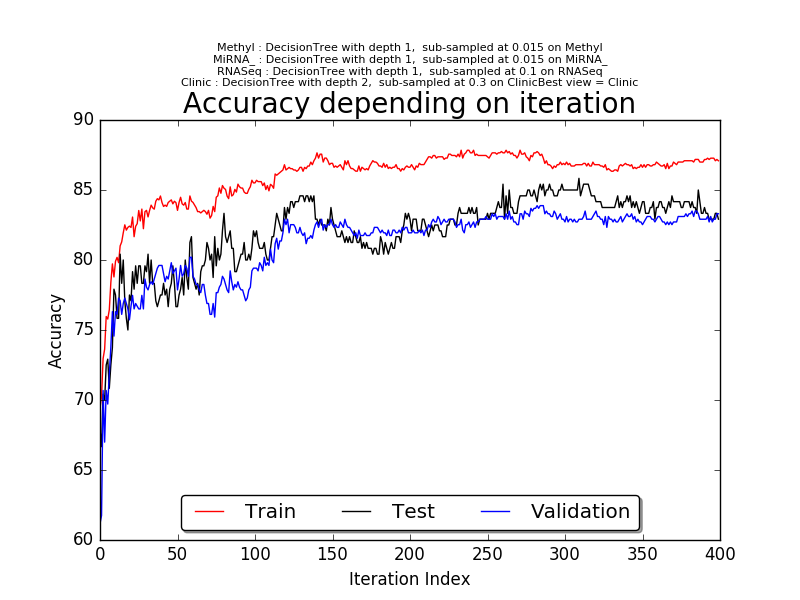 Methyl : DecisionTree with depth 1,  sub-sampled at 0.015 on Methyl
MiRNA_ : DecisionTree with depth 1,  sub-sampled at 0.015 on MiRNA_
RNASeq : DecisionTree with depth 1,  sub-sampled at 0.1 on RNASeq
Clinic : DecisionTree with depth 2,  sub-sampled at 0.3 on ClinicBest view = Clinic
Accuracy depending on iteration
90
85
80
75
70
65
60
Accuracy
Train Test Validation
0 50 100 150 200 250 300 350 400
Iteration Index